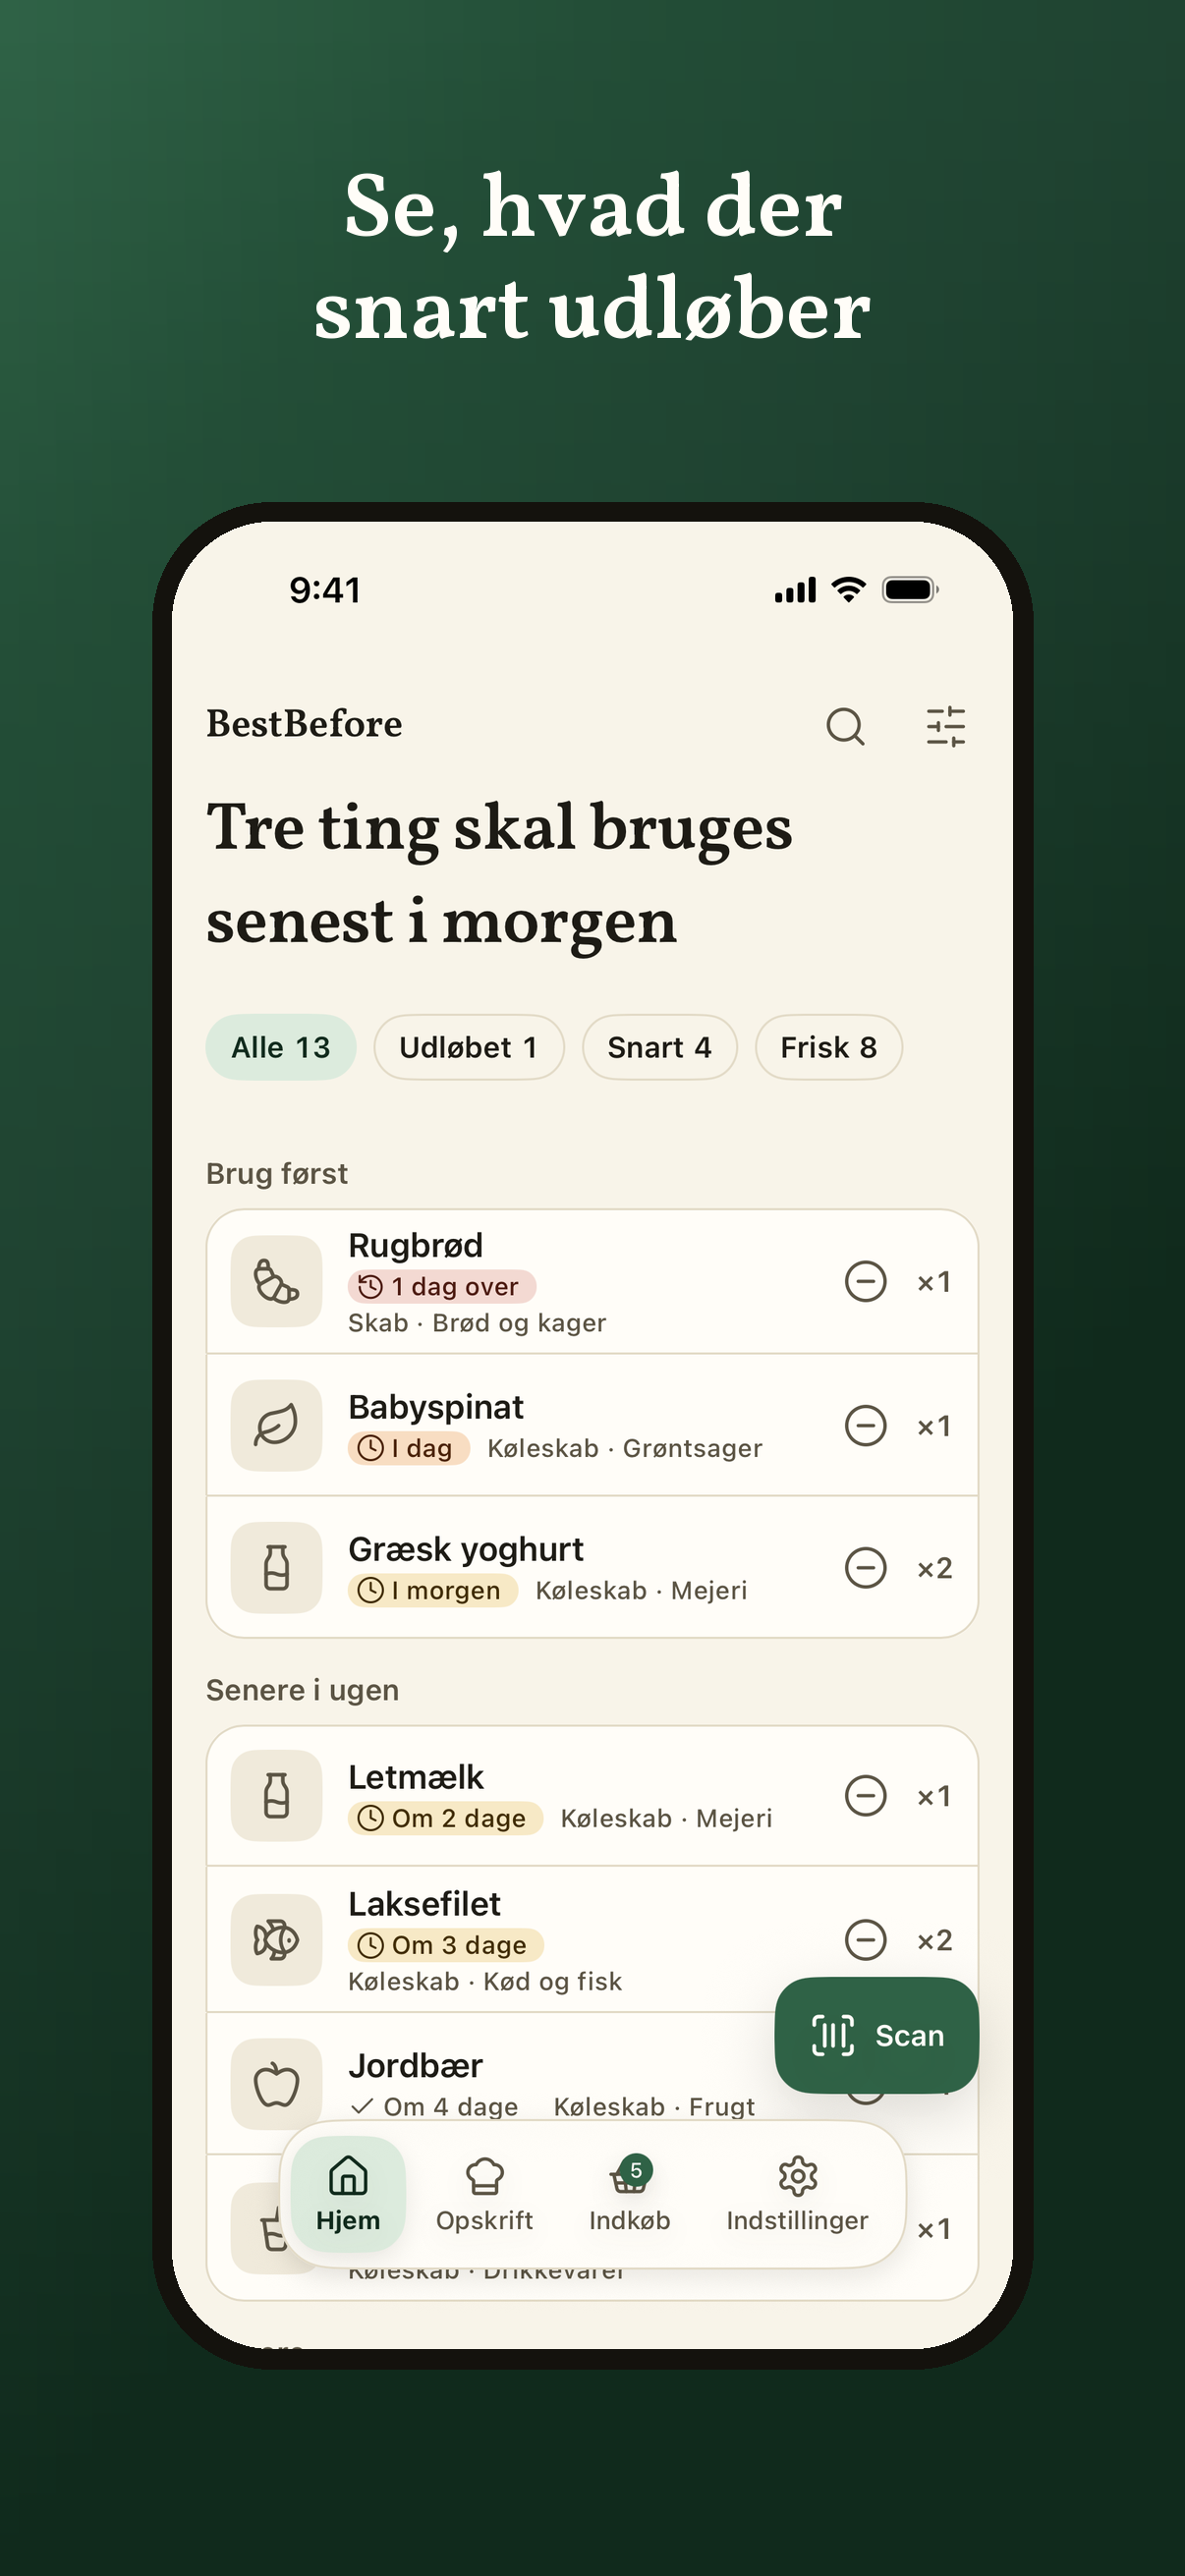 Se, hvad der
snart udløber
9:41
BestBefore
Tre ting skal bruges
senest i morgen
Alle 13
Udløbet 1
Snart 4
Frisk 8
Brug først
Rugbrød
1 dag over
Skab · Brød og kager
×1
Babyspinat
I dag Køleskab · Grøntsager
×1
Græsk yoghurt
I morgen Køleskab · Mejeri
×2
Senere i ugen
Letmælk
Om 2 dage Køleskab · Mejeri
×1
Laksefilet
Om 3 dage
Køleskab · Kød og fisk
×2
Scan
Jordbær
Om 4 dage Køleskab · Frugt
5
Hjem
Opskrift
Indkøb
Indstillinger
×1
Køleskab · Drikkevarer